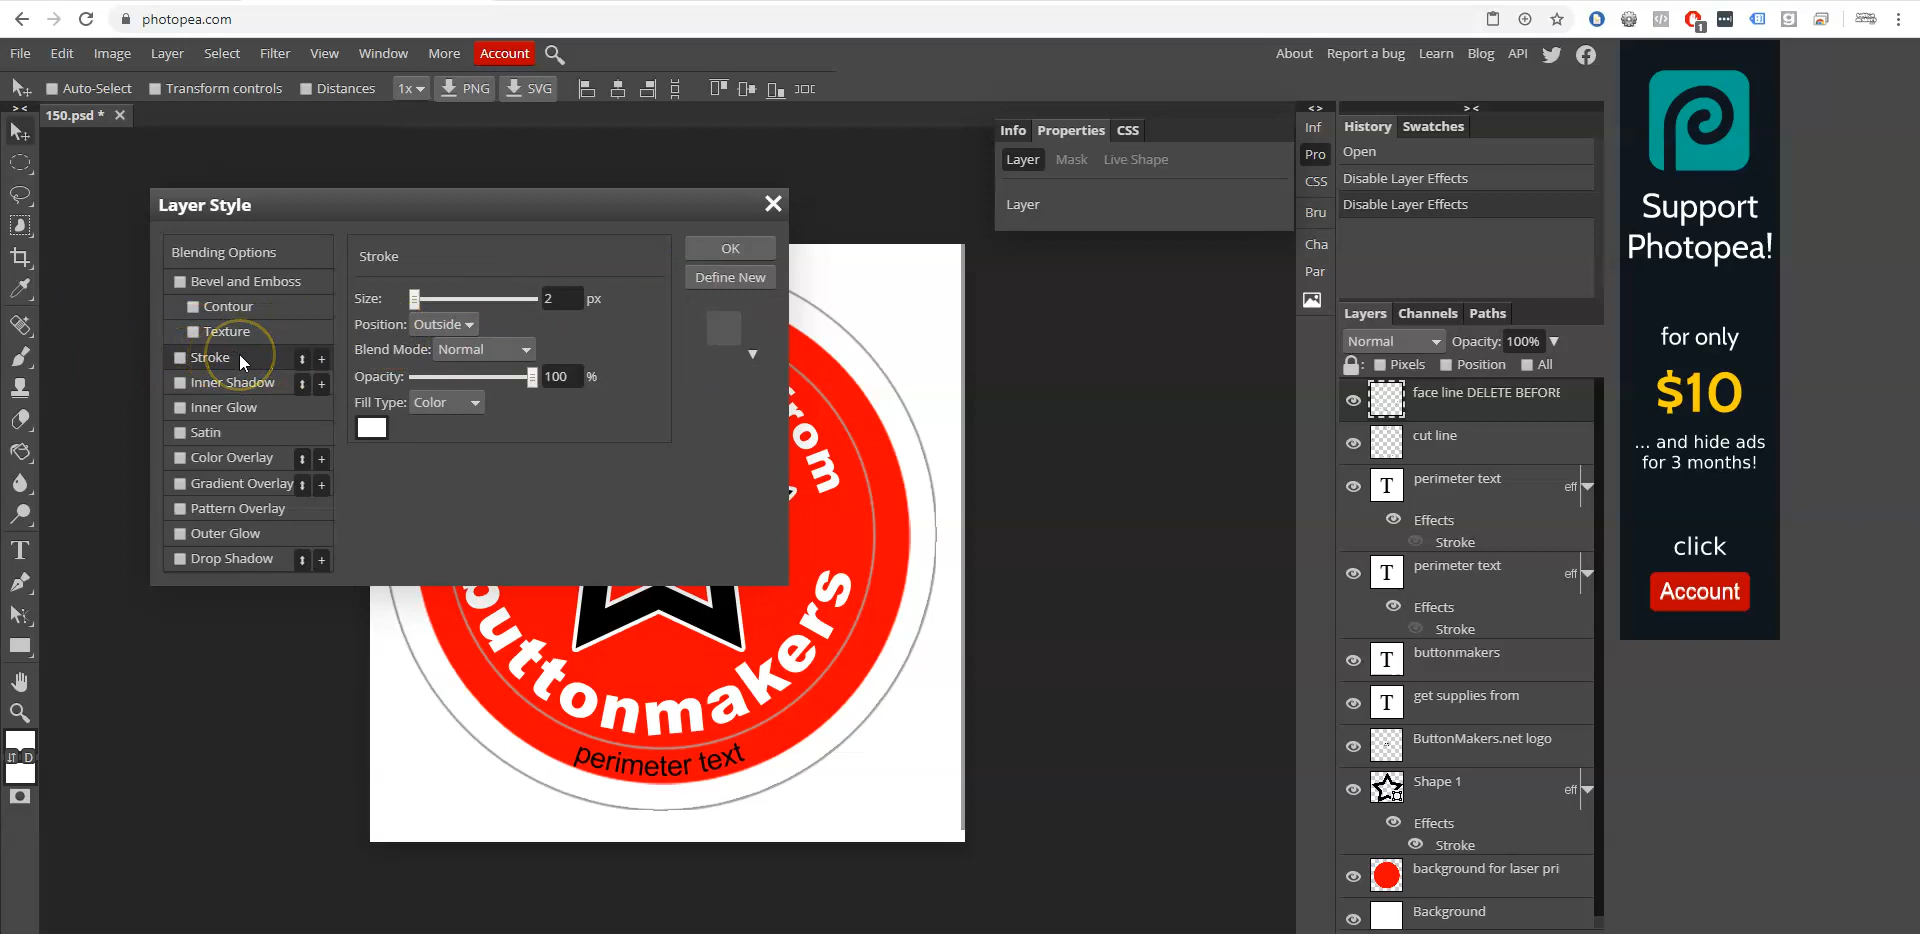 photopea.com
1
File Edit Image Layer Select Filter View Window More Account
About Report a bug Learn Blog API
Auto-Select Transform controls Distances 1x PNG SVG
150.psd *
Info Properties CSS
Layer Mask Live Shape
Layer
Inf
Pro
CSS
Bru
Cha
Par
History Swatches
Open
Disable Layer Effects
Disable Layer Effects
Layer Style
Blending Options
Bevel and Emboss
Contour
Texture
Stroke
Inner Shadow
Inner Glow
Satin
Color Overlay
Gradient Overlay
Pattern Overlay
Outer Glow
Drop Shadow
Stroke
Size: 2 px
Position: Outside
Blend Mode: Normal
Opacity: 100 %
Fill Type: Color
OK
Define New
from
buttonmakers
perimeter text
Layers Channels Paths
Normal Opacity: 100%
Pixels Position All
face line DELETE BEFORE
cut line
T perimeter text eff
Effects
Stroke
T perimeter text eff
Effects
Stroke
T buttonmakers
T get supplies from
ButtonMakers.net logo
Shape 1 eff
Effects
Stroke
background for laser pri
Background
T
D
Support
Photopea!
for only
$10
... and hide ads
for 3 months!
click
Account